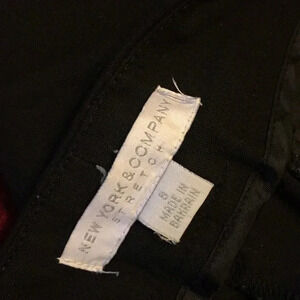 NEW YORK & COMPANY
STRETCH
8
MADE IN
BAHRAIN